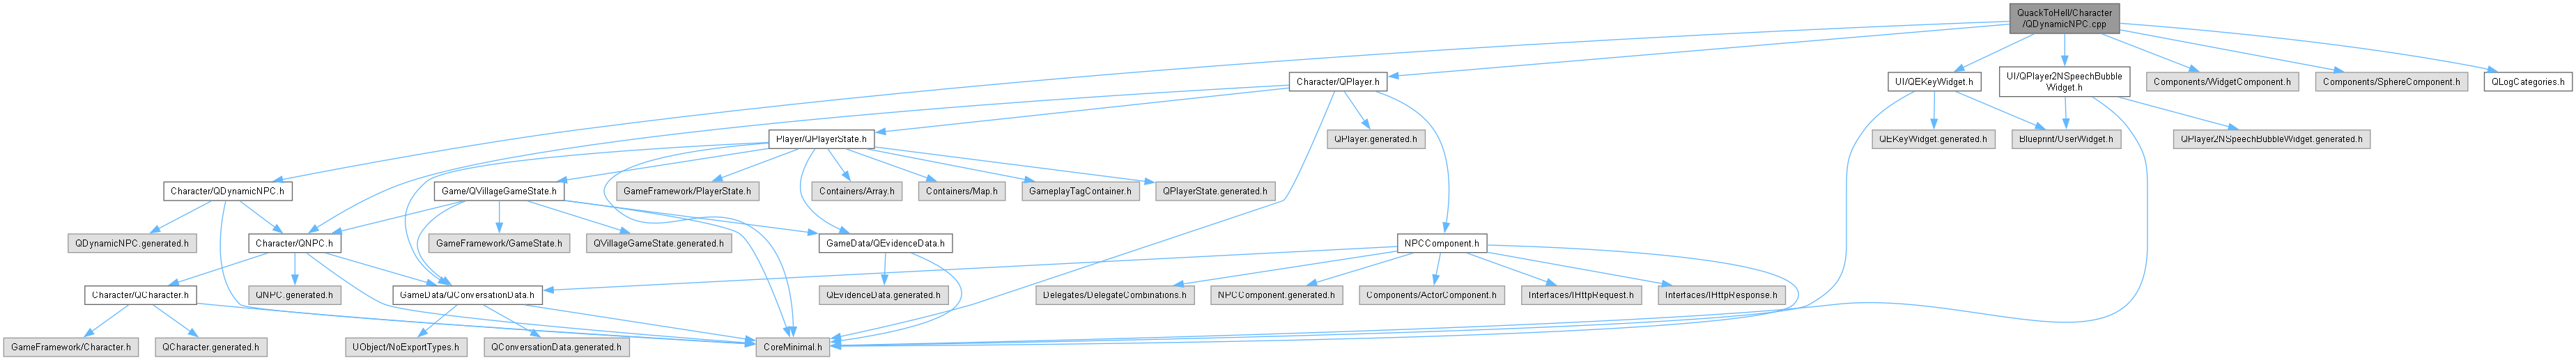 QuackToHell/Character
/QDynamicNPC.cpp
Character/QPlayer.h
UI/QEKeyWidget.h
UI/QPlayer2NSpeechBubble
Widget.h
Components/WidgetComponent.h
Components/SphereComponent.h
QLogCategories.h
Player/QPlayerState.h
QPlayer.generated.h
QEKeyWidget.generated.h
Blueprint/UserWidget.h
QPlayer2NSpeechBubbleWidget.generated.h
Character/QDynamicNPC.h
Game/QVillageGameState.h
GameFramework/PlayerState.h
Containers/Array.h
Containers/Map.h
GameplayTagContainer.h
QPlayerState.generated.h
QDynamicNPC.generated.h
Character/QNPC.h
GameFramework/GameState.h
QVillageGameState.generated.h
GameData/QEvidenceData.h
NPCComponent.h
Character/QCharacter.h
QNPC.generated.h
GameData/QConversationData.h
QEvidenceData.generated.h
Delegates/DelegateCombinations.h
NPCComponent.generated.h
Components/ActorComponent.h
Interfaces/IHttpRequest.h
Interfaces/IHttpResponse.h
GameFramework/Character.h
QCharacter.generated.h
UObject/NoExportTypes.h
QConversationData.generated.h
CoreMinimal.h